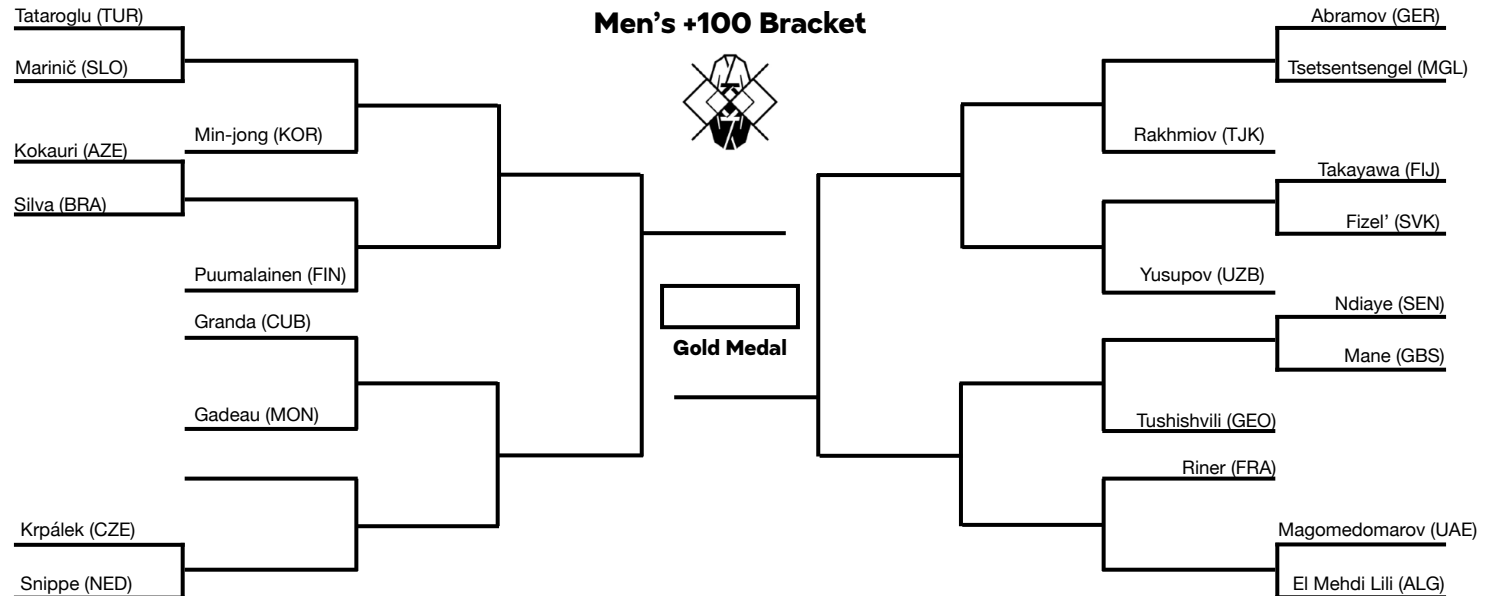 Men’s +100 Bracket
Tataroglu (TUR)
Marinič (SLO)
Min-jong (KOR)
Kokauri (AZE)
Silva (BRA)
Puumalainen (FIN)
Granda (CUB)
Gadeau (MON)
Krpálek (CZE)
Snippe (NED)
Gold Medal
Abramov (GER)
Tsetsentsengel (MGL)
Rakhmiov (TJK)
Takayawa (FIJ)
Fizel’ (SVK)
Yusupov (UZB)
Ndiaye (SEN)
Mane (GBS)
Tushishvili (GEO)
Riner (FRA)
Magomedomarov (UAE)
El Mehdi Lili (ALG)